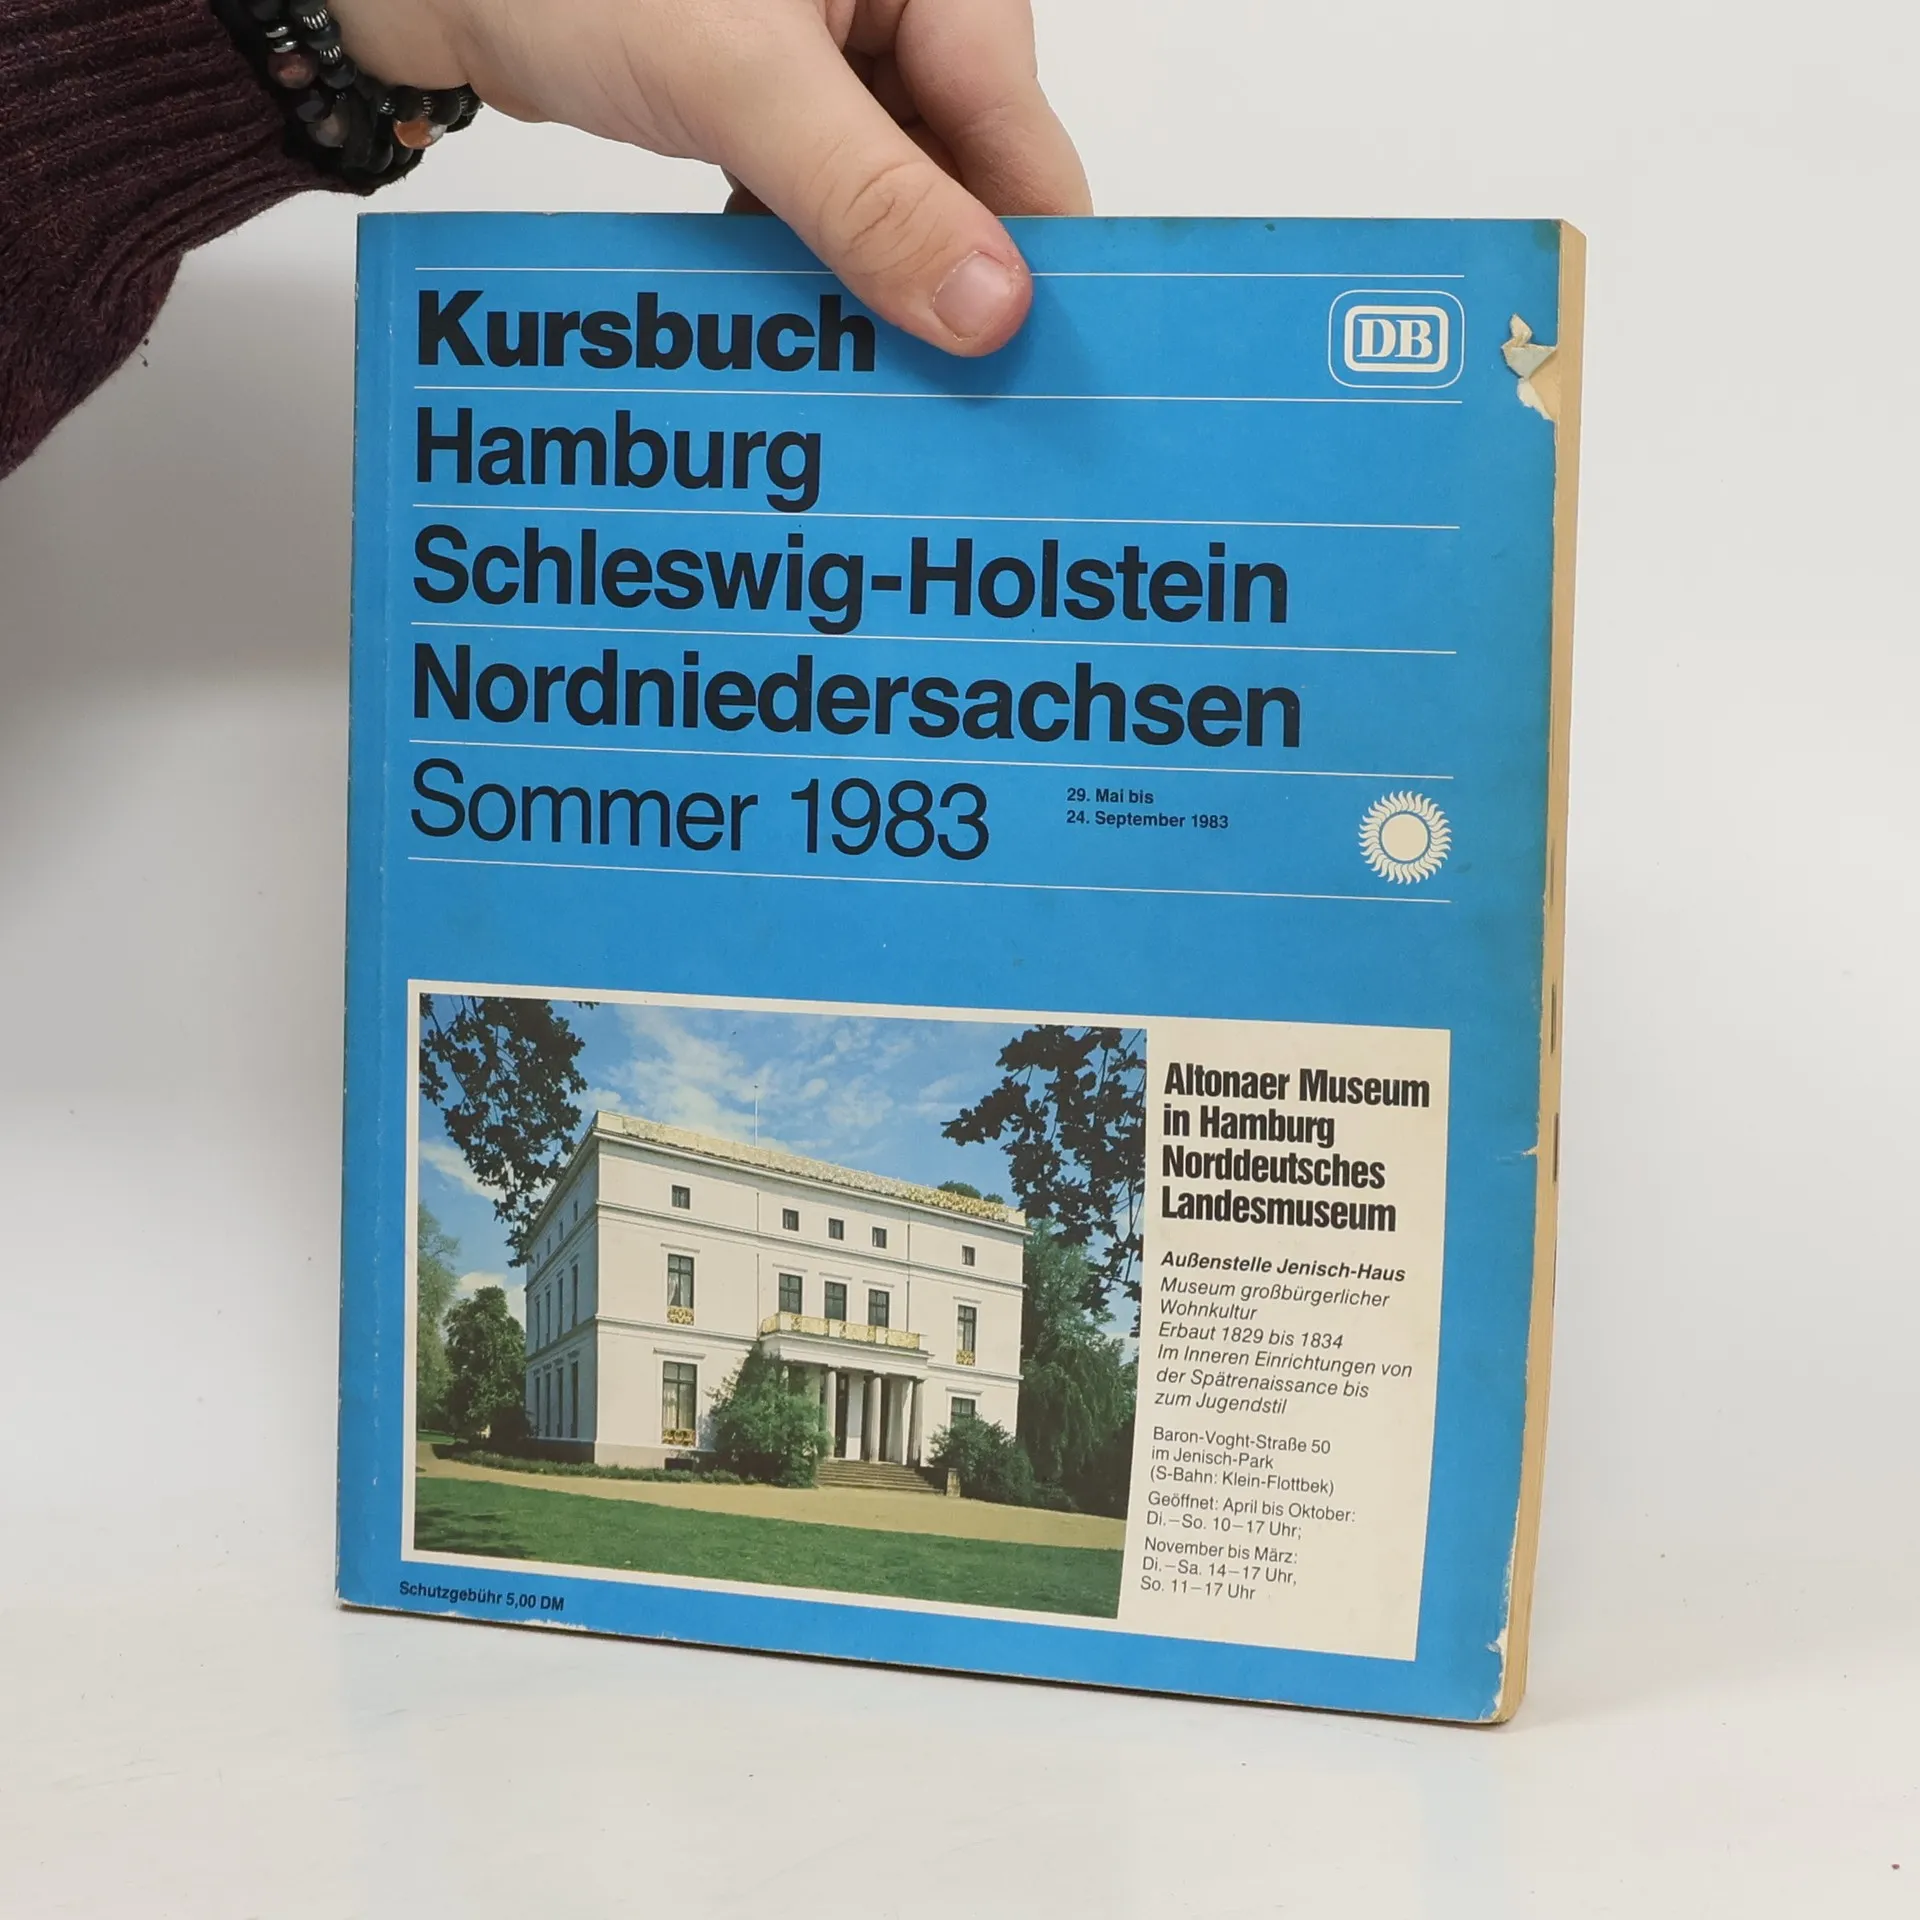 Kursbuch
DB
Hamburg
Schleswig-Holstein
Nordniedersachsen
Sommer 1983
29. Mai bis
24. September 1983
Altonaer Museum
in Hamburg
Norddeutsches
Landesmuseum
Außenstelle Jenisch-Haus
Museum großbürgerlicher
Wohnkultur
Erbaut 1829 bis 1834
Im Inneren Einrichtungen von
der Spätrenaissance bis
zum Jugendstil
Baron-Voght-Straße 50
im Jenisch-Park
(S-Bahn: Klein-Flottbek)
Geöffnet: April bis Oktober:
Di.–So. 10–17 Uhr;
November bis März:
Di.–Sa. 14–17 Uhr,
So. 11–17 Uhr
Schutzgebühr 5,00 DM